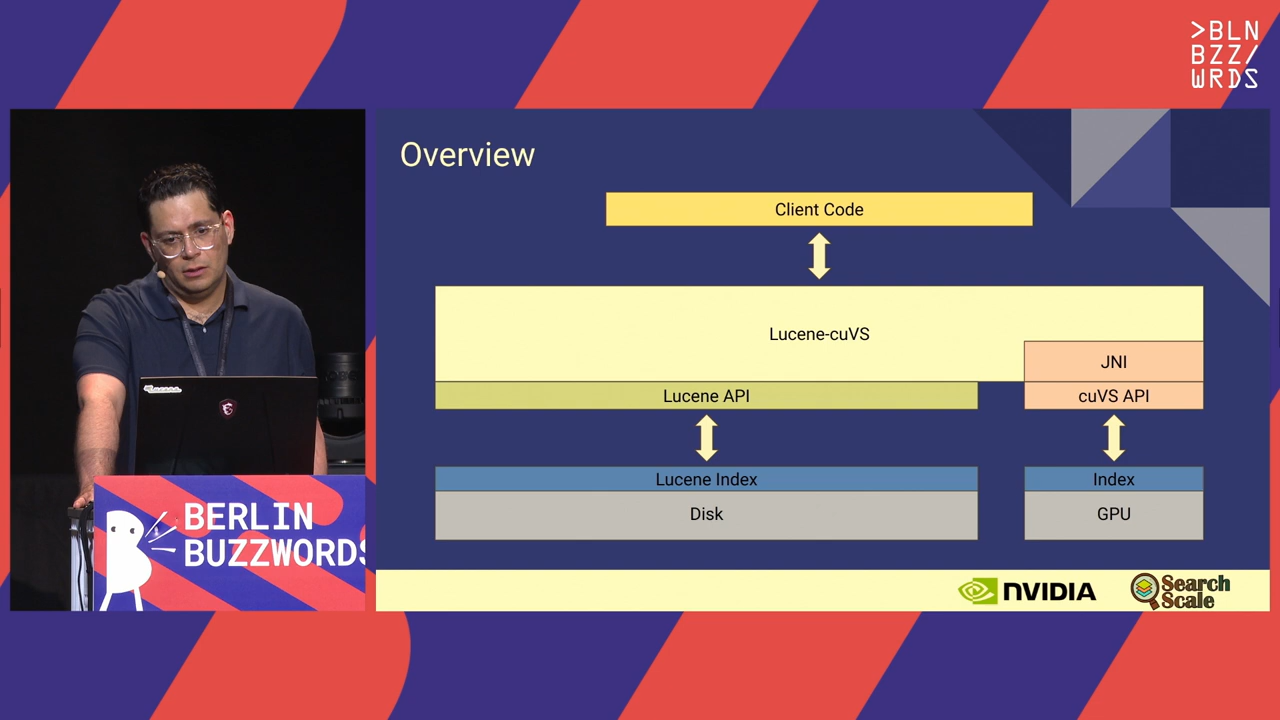 >BLN
BZZ/
WRDS
Overview
Client Code
Lucene-cuVS
JNI
Lucene API
cuVS API
Lucene Index
Index
Disk
GPU
BERLIN
BUZZWORDS
NVIDIA
Search
Scale